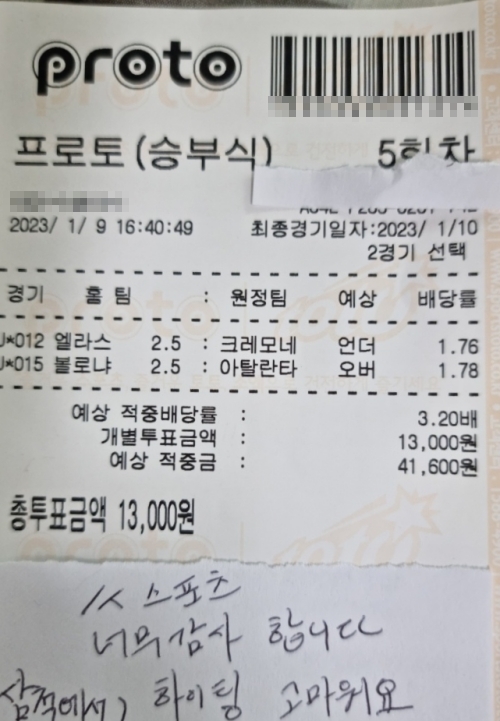 proto
프로토(승부식) 5회차
2023/ 1/ 9 16:40:49 최종경기일자:2023/ 1/10
2경기 선택
경기 홈 팀 : 원정팀 예상 배당률
*012 엘라스 2.5 : 크레모네 언더 1.76
*015 볼로냐 2.5 : 아탈란타 오버 1.78
예상 적중배당률 : 3.20배
개별투표금액 : 13,000원
예상 적중금 : 41,600원
총투표금액 13,000원
스포츠
너무감사 합니다
삼척에서, 화이팅 고마워요